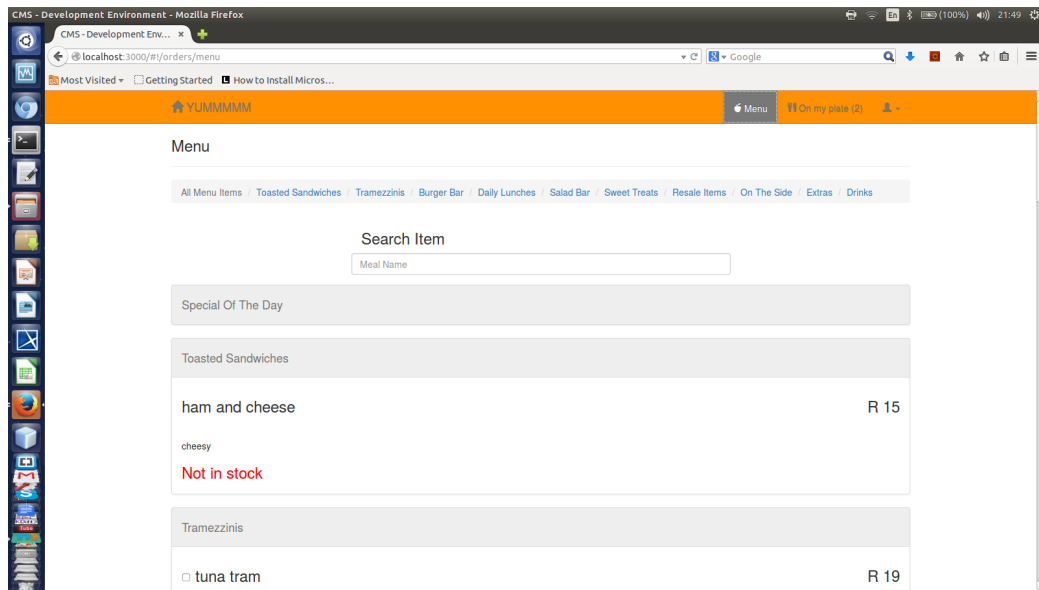 CMS - Development Environment - Mozilla Firefox
En (100%) 21:49
CMS - Development Env... ×
localhost:3000/#!/orders/menu
Google
Most Visited
Getting Started
How to Install Micros...
YUMMMMM
Menu
On my plate (2)
Menu
All Menu Items / Toasted Sandwiches / Tramezzinis / Burger Bar / Daily Lunches / Salad Bar / Sweet Treats / Resale Items / On The Side / Extras / Drinks
Search Item
Meal Name
Special Of The Day
Toasted Sandwiches
ham and cheese R 15
cheesy
Not in stock
Tramezzinis
tuna tram R 19